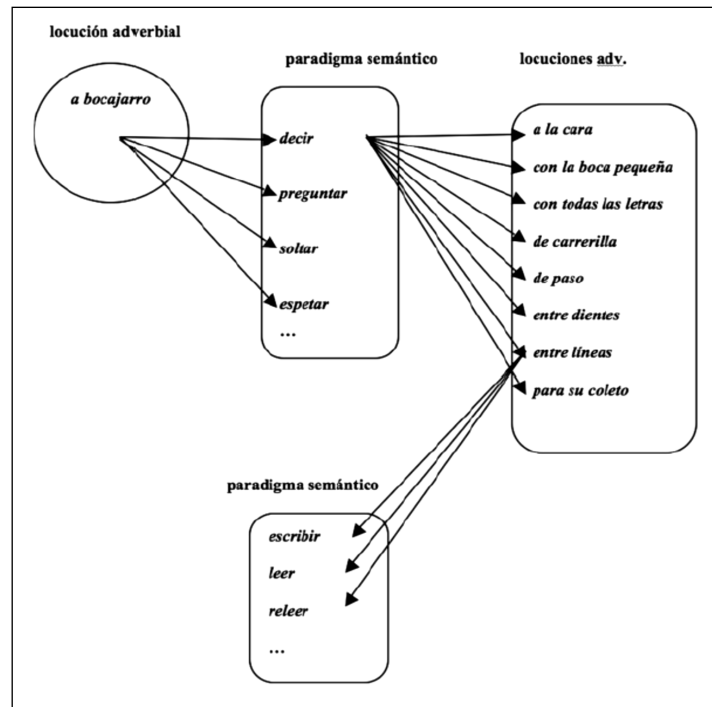 locución adverbial
a bocajarro
paradigma semántico
decir
preguntar
soltar
espetar
...
locuciones adv.
a la cara
con la boca pequeña
con todas las letras
de carrerilla
de paso
entre dientes
entre líneas
para su coleto
paradigma semántico
escribir
leer
releer
...